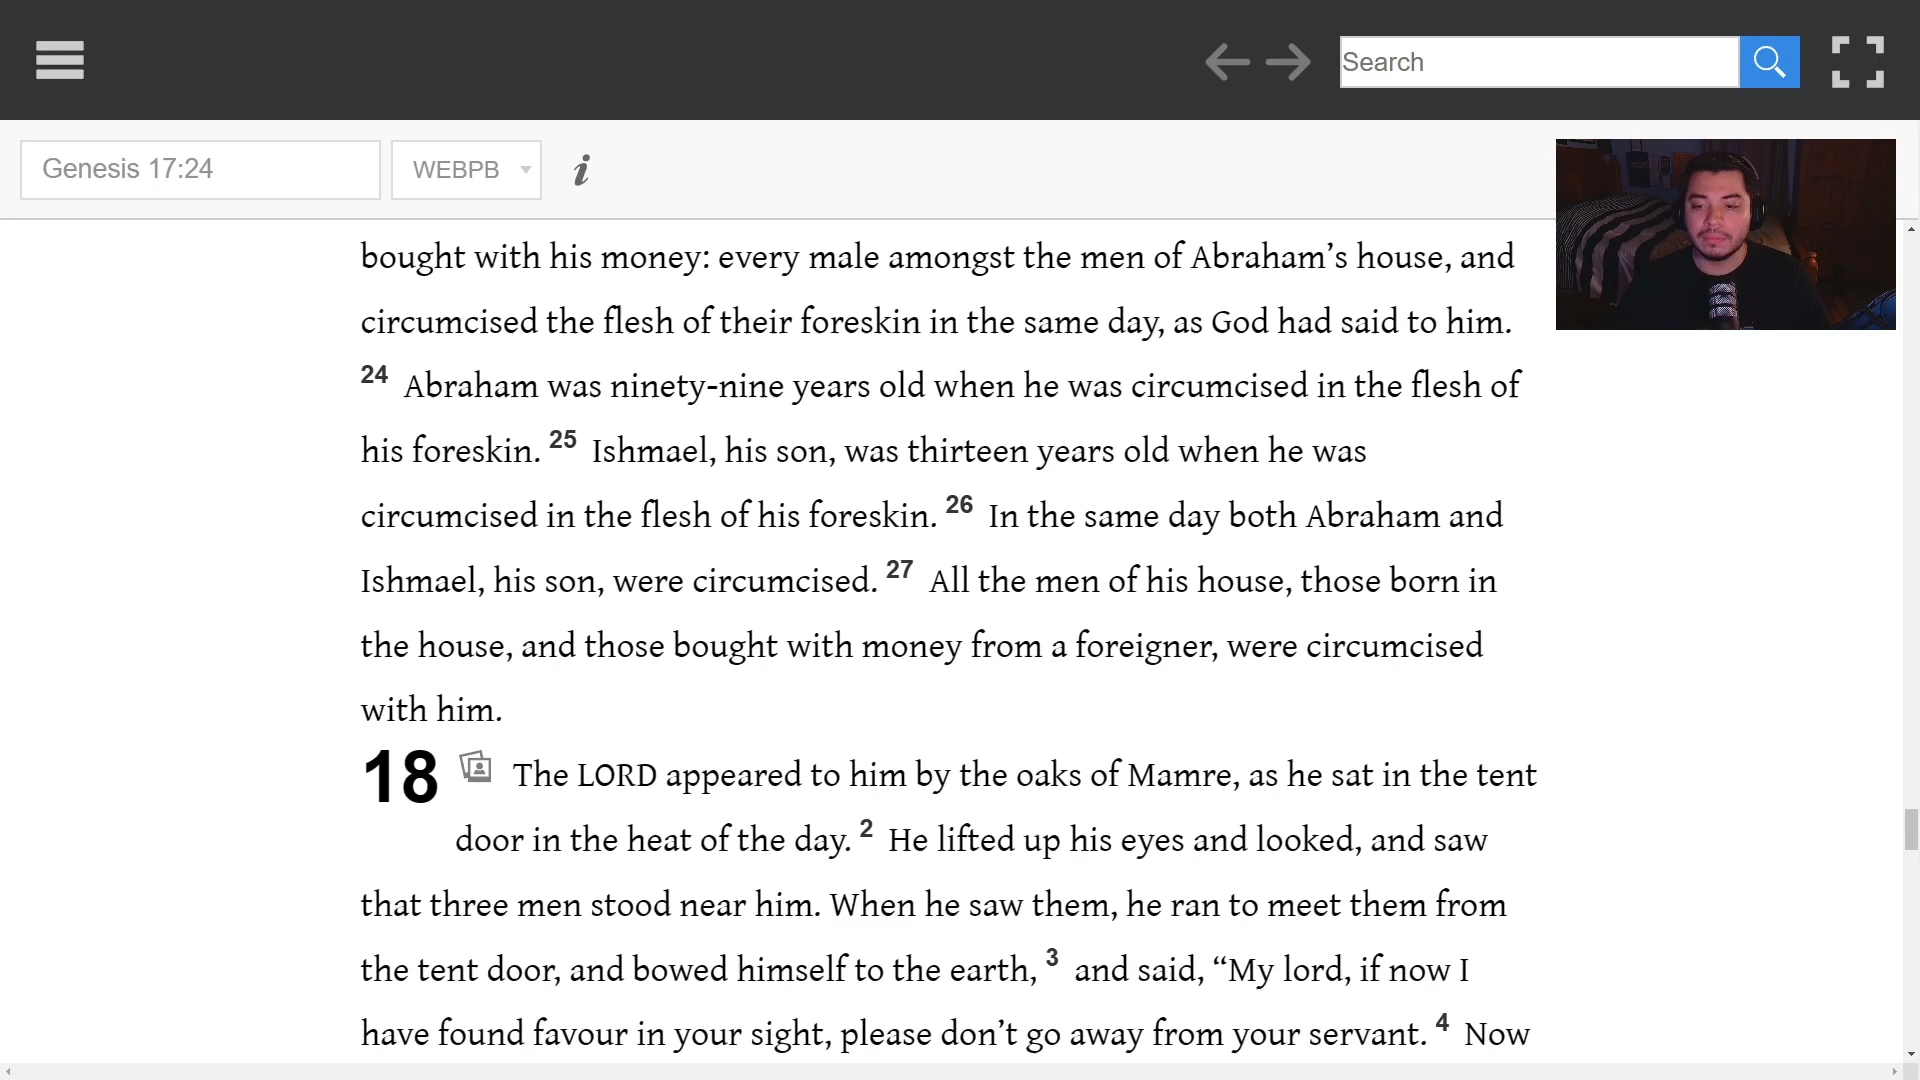 Search
Genesis 17:24
WEBPB
i
bought with his money: every male amongst the men of Abraham’s house, and
circumcised the flesh of their foreskin in the same day, as God had said to him.
24 Abraham was ninety-nine years old when he was circumcised in the flesh of
his foreskin. 25 Ishmael, his son, was thirteen years old when he was
circumcised in the flesh of his foreskin. 26 In the same day both Abraham and
Ishmael, his son, were circumcised. 27 All the men of his house, those born in
the house, and those bought with money from a foreigner, were circumcised
with him.
18 The LORD appeared to him by the oaks of Mamre, as he sat in the tent
door in the heat of the day. 2 He lifted up his eyes and looked, and saw
that three men stood near him. When he saw them, he ran to meet them from
the tent door, and bowed himself to the earth, 3 and said, “My lord, if now I
have found favour in your sight, please don’t go away from your servant. 4 Now